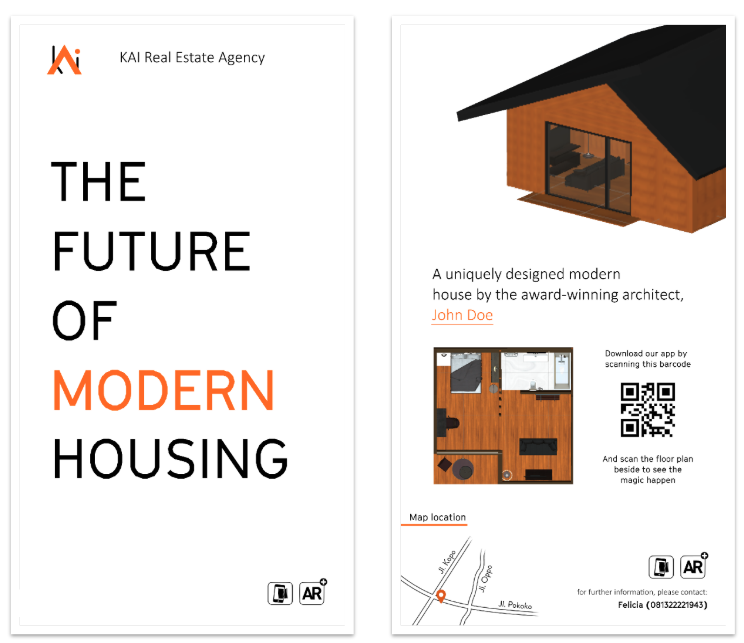 kAi
KAI Real Estate Agency
THE
FUTURE
OF
MODERN
HOUSING
AR+
A uniquely designed modern
house by the award-winning architect,
John Doe
Download our app by
scanning this barcode
And scan the floor plan
beside to see the
magic happen
Map location
Jl. Kopo
Jl. Oppo
Jl. Pokoko
AR+
for further information, please contact:
Felicia (081322221943)